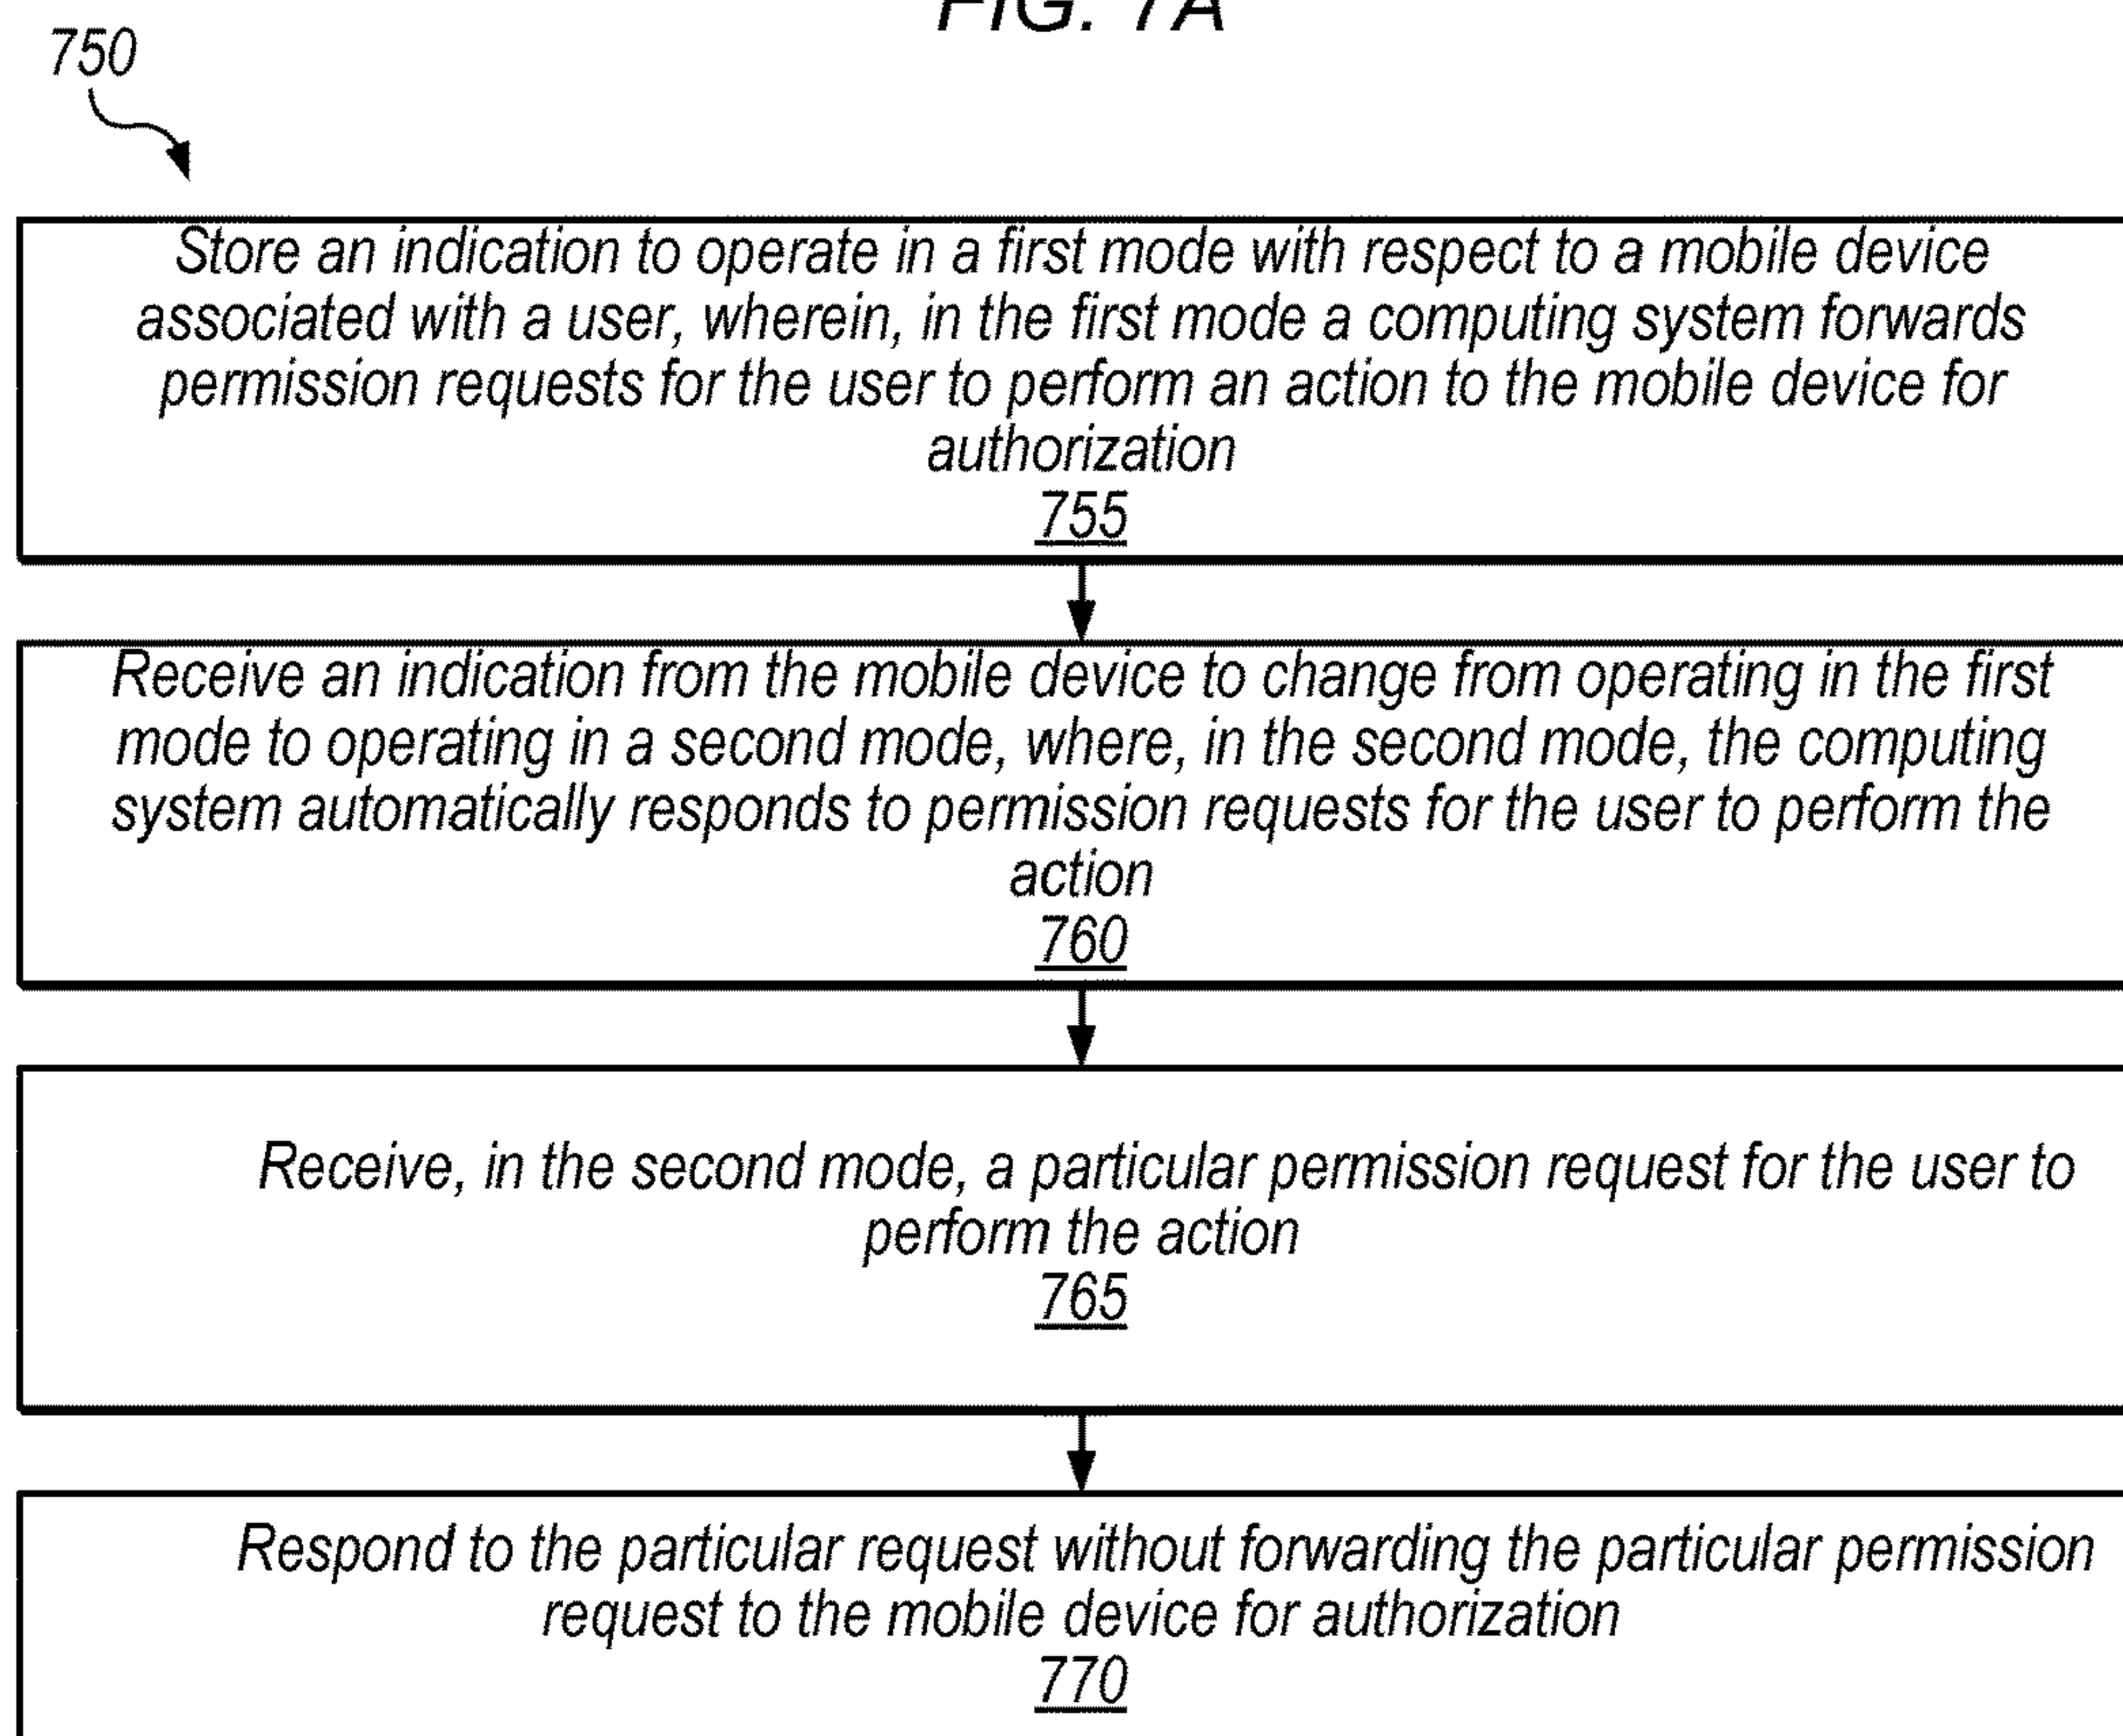 FIG. 7A
750
Store an indication to operate in a first mode with respect to a mobile device
associated with a user, wherein, in the first mode a computing system forwards
permission requests for the user to perform an action to the mobile device for
authorization
755
Receive an indication from the mobile device to change from operating in the first
mode to operating in a second mode, where, in the second mode, the computing
system automatically responds to permission requests for the user to perform the
action
760
Receive, in the second mode, a particular permission request for the user to
perform the action
765
Respond to the particular request without forwarding the particular permission
request to the mobile device for authorization
770